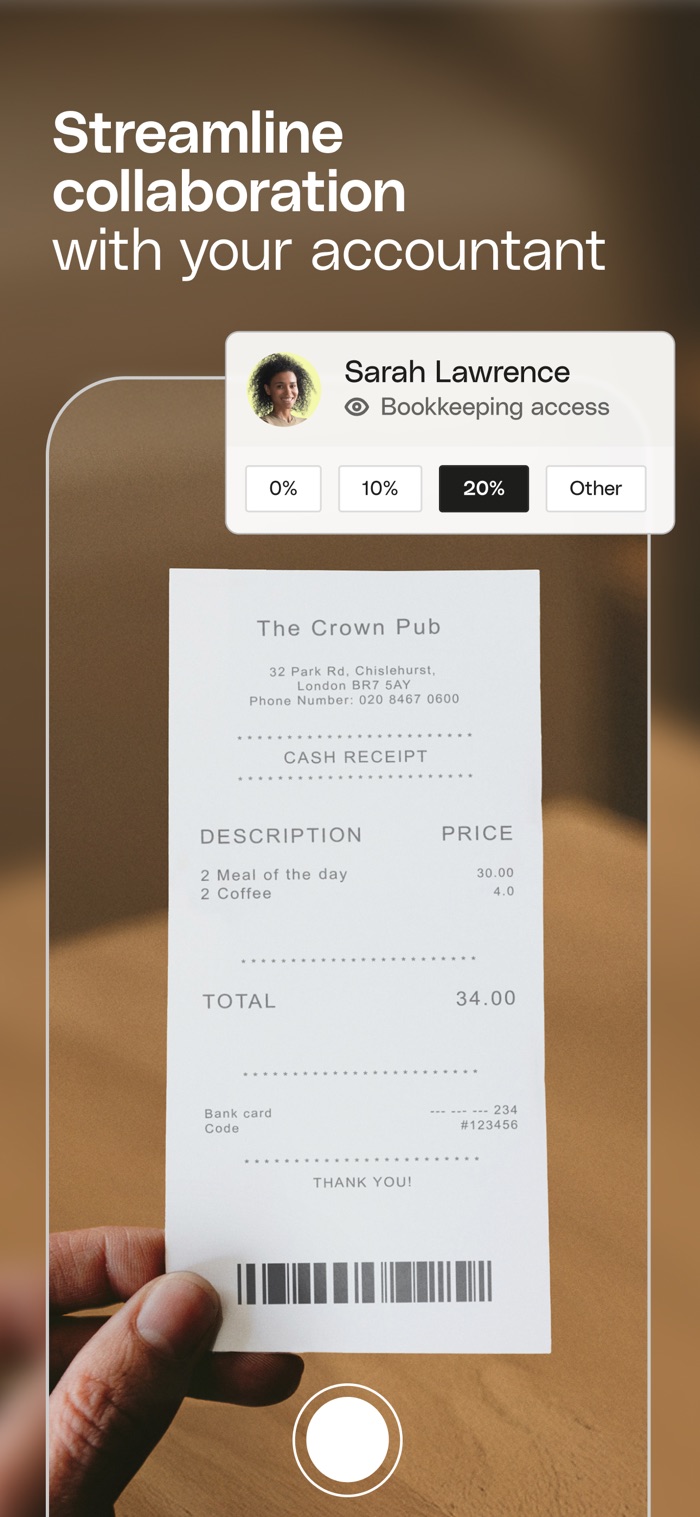 Streamline
collaboration
with your accountant
Sarah Lawrence
Bookkeeping access
0% 10% 20% Other
The Crown Pub
32 Park Rd, Chislehurst,
London BR7 5AY
Phone Number: 020 8467 0600
CASH RECEIPT
DESCRIPTION PRICE
2 Meal of the day 30.00
2 Coffee 4.0
TOTAL 34.00
Bank card --- --- --- 234
Code #123456
THANK YOU!